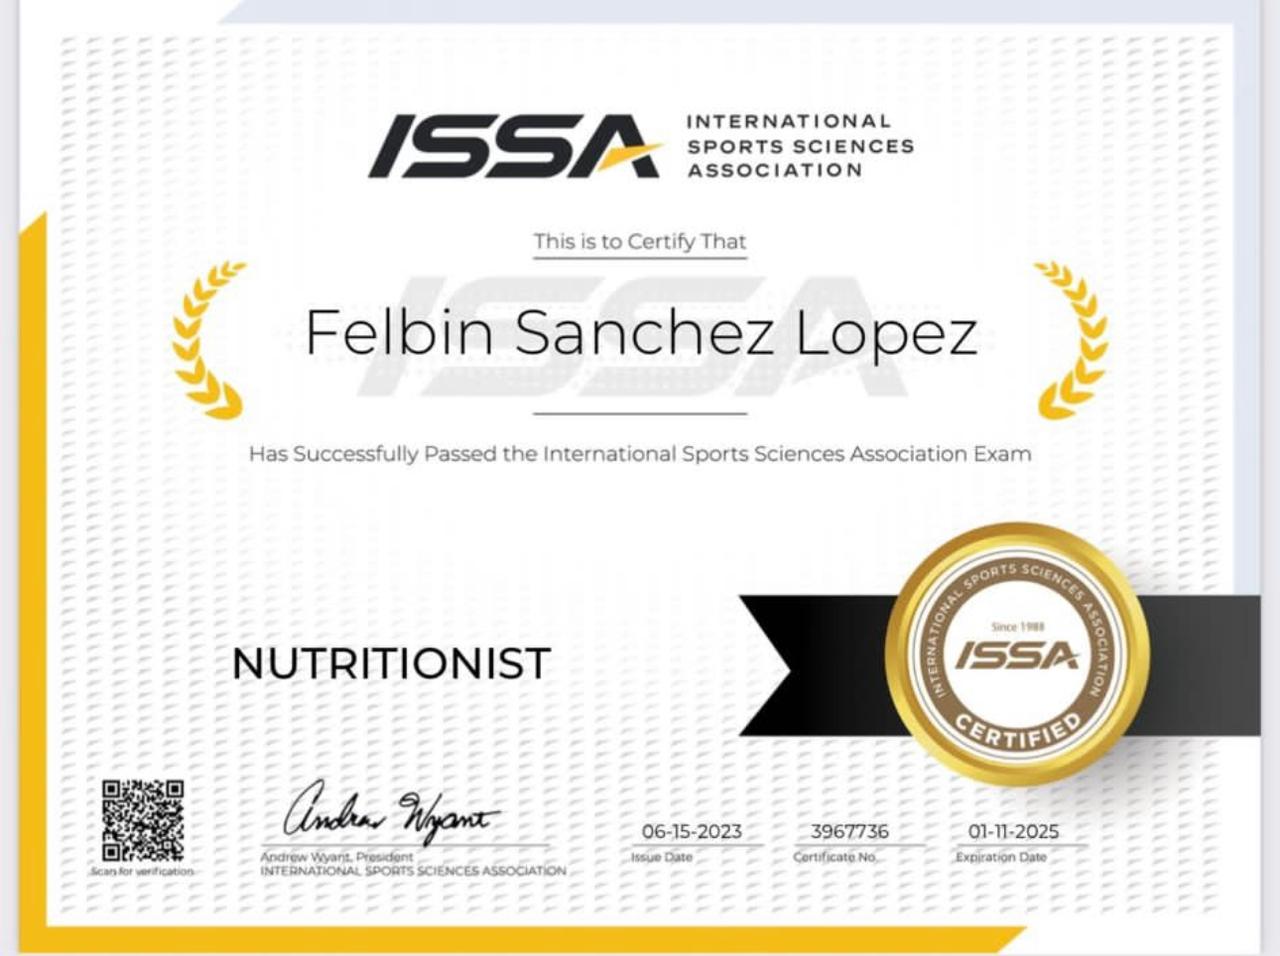 ISSA
INTERNATIONAL
SPORTS SCIENCES
ASSOCIATION
This is to Certify That
ISSA
Felbin Sanchez Lopez
Has Successfully Passed the International Sports Sciences Association Exam
NUTRITIONIST
INTERNATIONAL SPORTS SCIENCES ASSOCIATION
Since 1988
ISSA
CERTIFIED
Andrew Wyant
06-15-2023
3967736
01-11-2025
Scan for verification
Andrew Wyant, President
INTERNATIONAL SPORTS SCIENCES ASSOCIATION
Issue Date
Certificate No.
Expiration Date